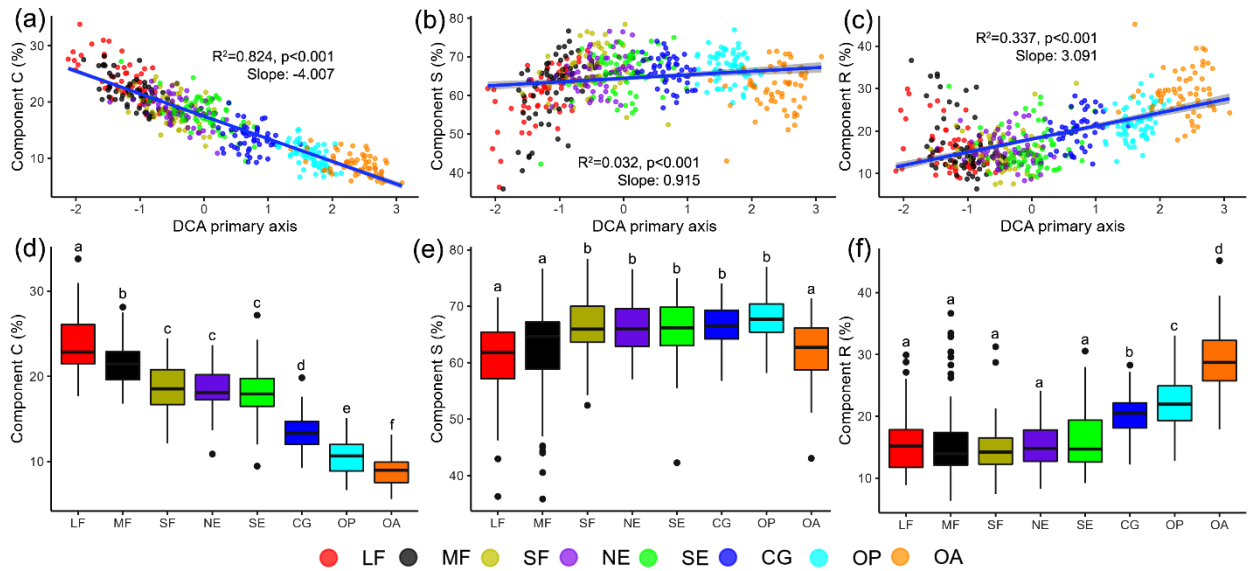 (a)
R²=0.824, p<0.001
Slope: -4.007
Component C (%)
30
20
10
-2 -1 0 1 2 3
DCA primary axis
(b)
R²=0.032, p<0.001
Slope: 0.915
Component S (%)
80
70
60
50
40
-2 -1 0 1 2 3
DCA primary axis
(c)
R²=0.337, p<0.001
Slope: 3.091
Component R (%)
40
30
20
10
-2 -1 0 1 2 3
DCA primary axis
(d)
a b c c c d e f
Component C (%)
30
20
10
LF MF SF NE SE CG OP OA
(e)
a a b b b b b a
Component S (%)
80
70
60
50
40
LF MF SF NE SE CG OP OA
(f)
a a a a a b c d
Component R (%)
40
30
20
10
LF MF SF NE SE CG OP OA
LF MF SF NE SE CG OP OA